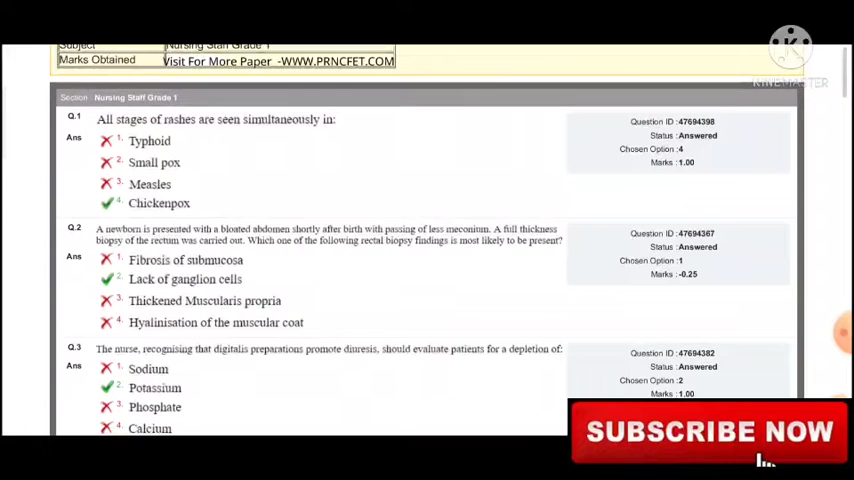 Subject Nursing Staff Grade 1
Marks Obtained Visit For More Paper -WWW.PRNCFET.COM
KINEMASTER
Section : Nursing Staff Grade 1
Q.1 All stages of rashes are seen simultaneously in:
Ans 1. Typhoid
2. Small pox
3. Measles
4. Chickenpox
Question ID : 47694398
Status : Answered
Chosen Option : 4
Marks : 1.00
Q.2 A newborn is presented with a bloated abdomen shortly after birth with passing of less meconium. A full thickness
biopsy of the rectum was carried out. Which one of the following rectal biopsy findings is most likely to be present?
Ans 1. Fibrosis of submucosa
2. Lack of ganglion cells
3. Thickened Muscularis propria
4. Hyalinisation of the muscular coat
Question ID : 47694367
Status : Answered
Chosen Option : 1
Marks : -0.25
Q.3 The nurse, recognising that digitalis preparations promote diuresis, should evaluate patients for a depletion of:
Ans 1. Sodium
2. Potassium
3. Phosphate
4. Calcium
Question ID : 47694382
Status : Answered
Chosen Option : 2
Marks : 1.00
SUBSCRIBE NOW